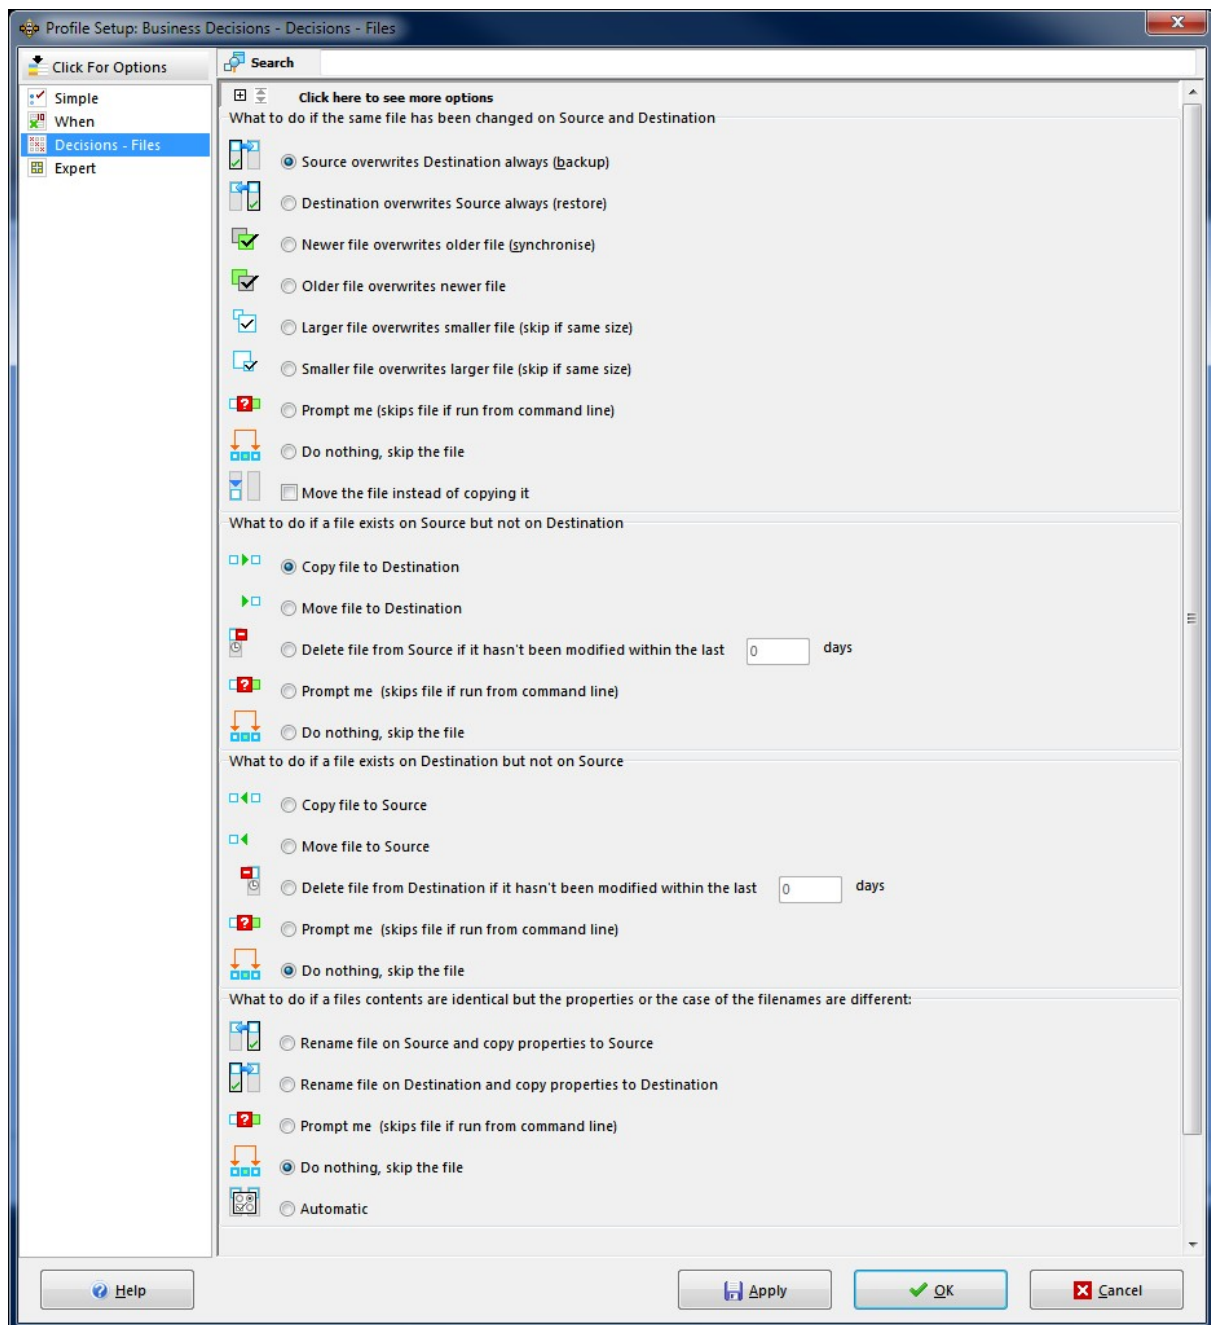 Profile Setup: Business Decisions - Decisions - Files
x
Click For Options
Search
Simple
When
Decisions - Files
Expert
Click here to see more options
What to do if the same file has been changed on Source and Destination
Source overwrites Destination always (backup)
Destination overwrites Source always (restore)
Newer file overwrites older file (synchronise)
Older file overwrites newer file
Larger file overwrites smaller file (skip if same size)
Smaller file overwrites larger file (skip if same size)
? Prompt me (skips file if run from command line)
Do nothing, skip the file
Move the file instead of copying it
What to do if a file exists on Source but not on Destination
Copy file to Destination
Move file to Destination
Delete file from Source if it hasn't been modified within the last 0 days
? Prompt me (skips file if run from command line)
Do nothing, skip the file
What to do if a file exists on Destination but not on Source
Copy file to Source
Move file to Source
Delete file from Destination if it hasn't been modified within the last 0 days
? Prompt me (skips file if run from command line)
Do nothing, skip the file
What to do if a files contents are identical but the properties or the case of the filenames are different:
Rename file on Source and copy properties to Source
Rename file on Destination and copy properties to Destination
? Prompt me (skips file if run from command line)
Do nothing, skip the file
Automatic
? Help
Apply
OK
Cancel